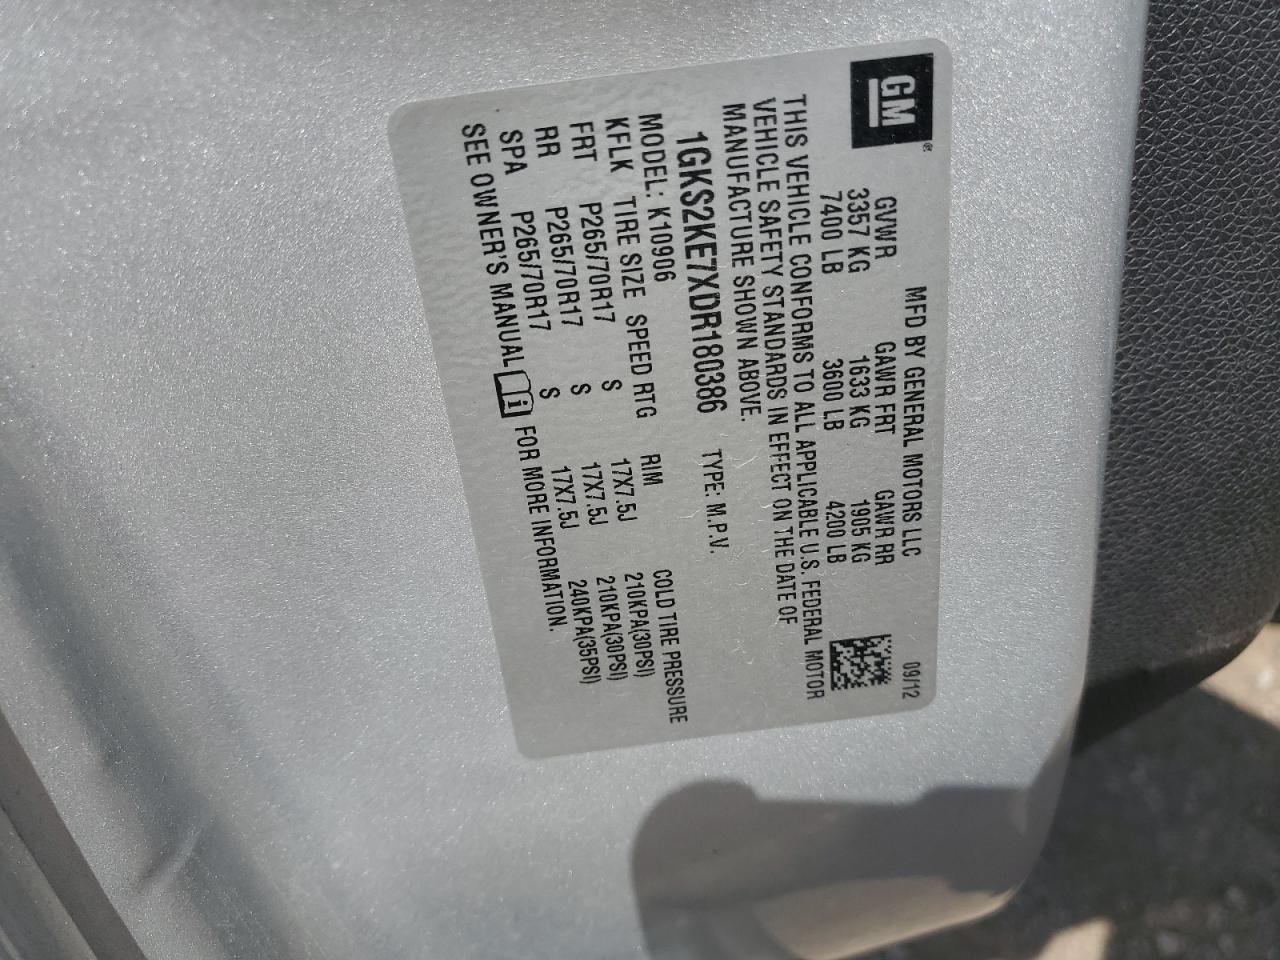 GM
MFD BY GENERAL MOTORS LLC 09/12
GVWR GAWR FRT GAWR RR
3357 KG 1633 KG 1905 KG
7400 LB 3600 LB 4200 LB
THIS VEHICLE CONFORMS TO ALL APPLICABLE U.S. FEDERAL MOTOR
VEHICLE SAFETY STANDARDS IN EFFECT ON THE DATE OF
MANUFACTURE SHOWN ABOVE.
1GKS2KE7XDR180386 TYPE: M.P.V.
MODEL: K10906
KFLK TIRE SIZE SPEED RTG RIM COLD TIRE PRESSURE
FRT P265/70R17 S 17X7.5J 210KPA(30PSI)
RR P265/70R17 S 17X7.5J 210KPA(30PSI)
SPA P265/70R17 S 17X7.5J 240KPA(35PSI)
SEE OWNER'S MANUAL i FOR MORE INFORMATION.